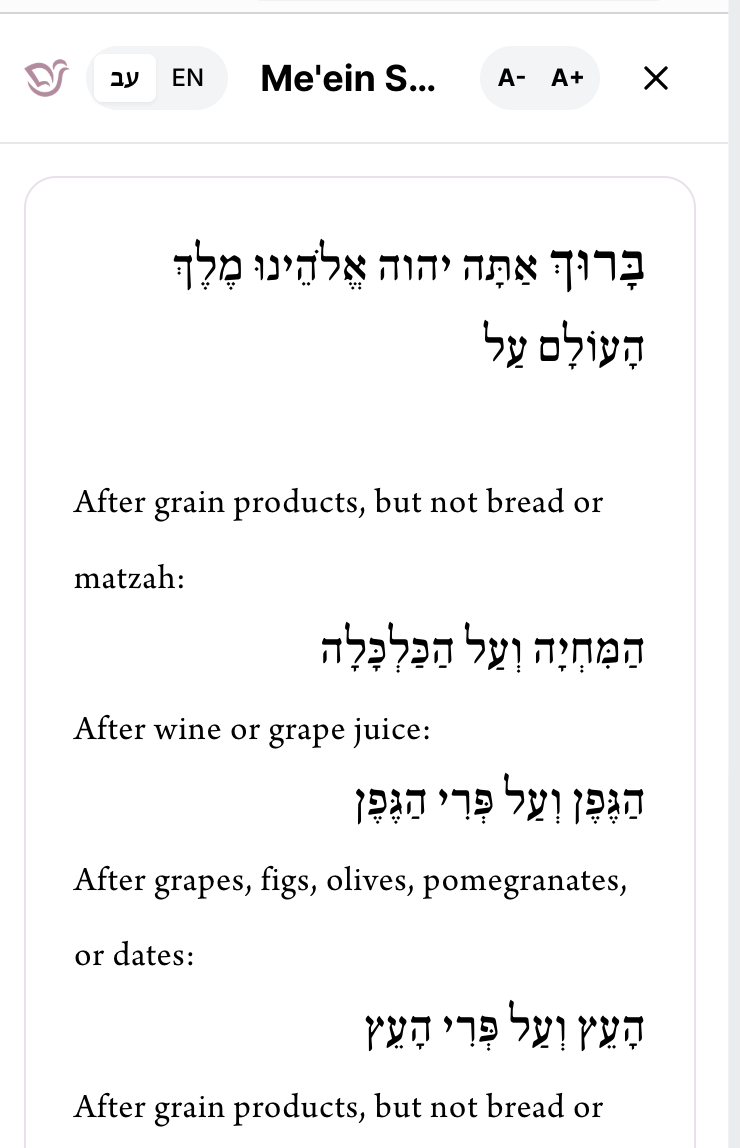 עב EN Me'ein S... A- A+
בָּרוּךְ אַתָּה יהוה אֱלֹהֵֽינוּ מֶֽלֶךְ
הָעוֹלָם עַל
After grain products, but not bread or
matzah:
הַמִּחְיָה וְעַל הַכַּלְכָּלָה
After wine or grape juice:
הַגֶּֽפֶן וְעַל פְּרִי הַגֶּֽפֶן
After grapes, figs, olives, pomegranates,
or dates:
הָעֵץ וְעַל פְּרִי הָעֵץ
After grain products, but not bread or